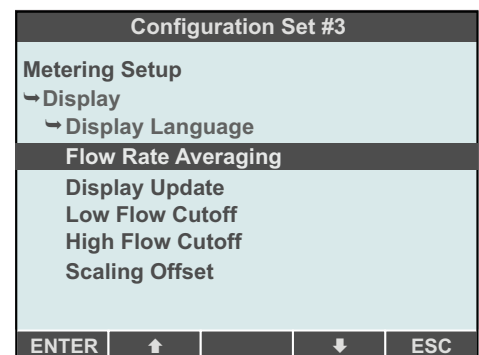 Configuration Set #3
Metering Setup
➥Display
➥Display Language
Flow Rate Averaging
Display Update
Low Flow Cutoff
High Flow Cutoff
Scaling Offset
ENTER ⬆ ⬇ ESC